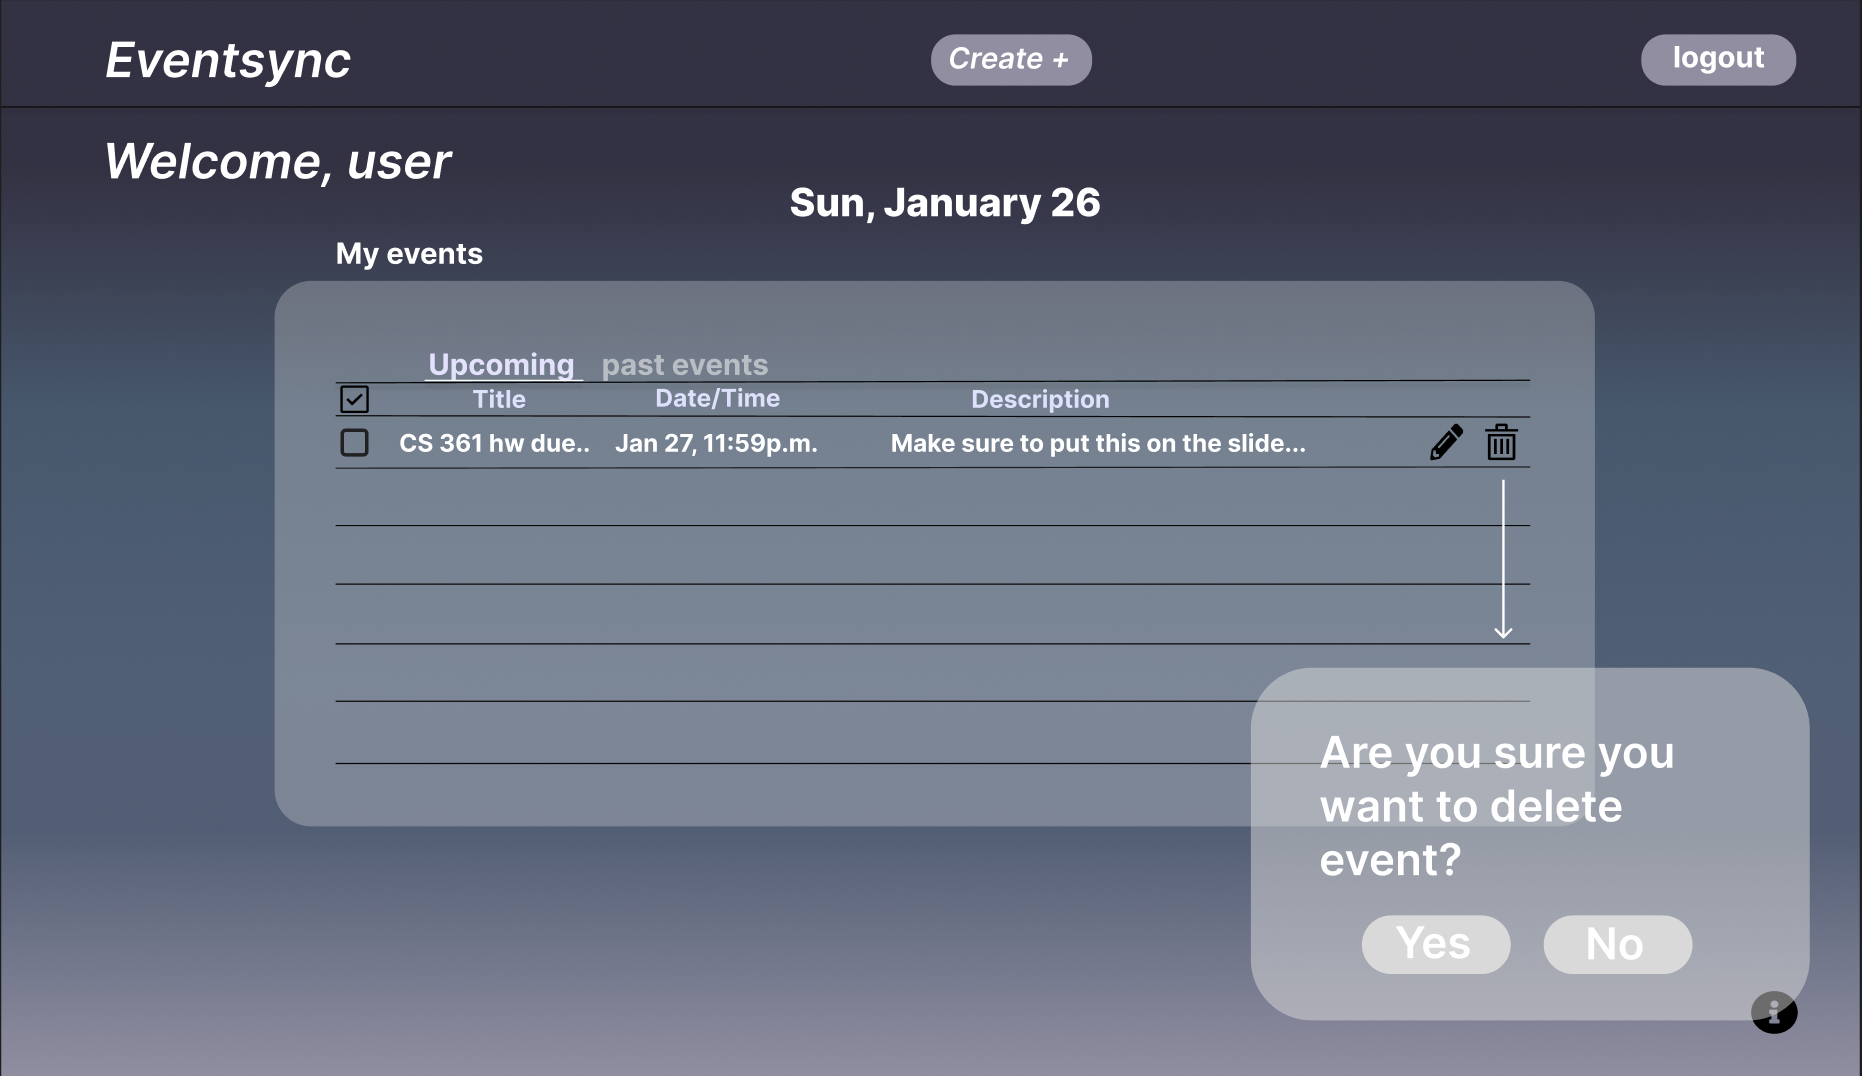 Eventsync
Create +
logout
Welcome, user
Sun, January 26
My events
Upcoming past events
Title Date/Time Description
CS 361 hw due.. Jan 27, 11:59p.m. Make sure to put this on the slide...
Are you sure you
want to delete
event?
Yes No
i